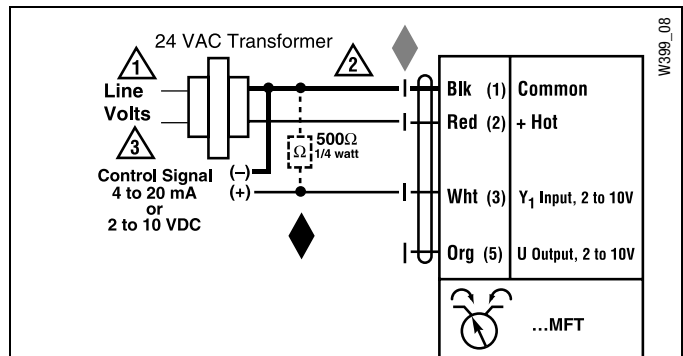 W399_08
24 VAC Transformer
1
2
Line
Volts
3
Control Signal
4 to 20 mA
or
2 to 10 VDC
(–)
(+)
Ω
500Ω
1/4 watt
Blk (1) Common
Red (2) + Hot
Wht (3) Y₁ Input, 2 to 10V
Org (5) U Output, 2 to 10V
...MFT